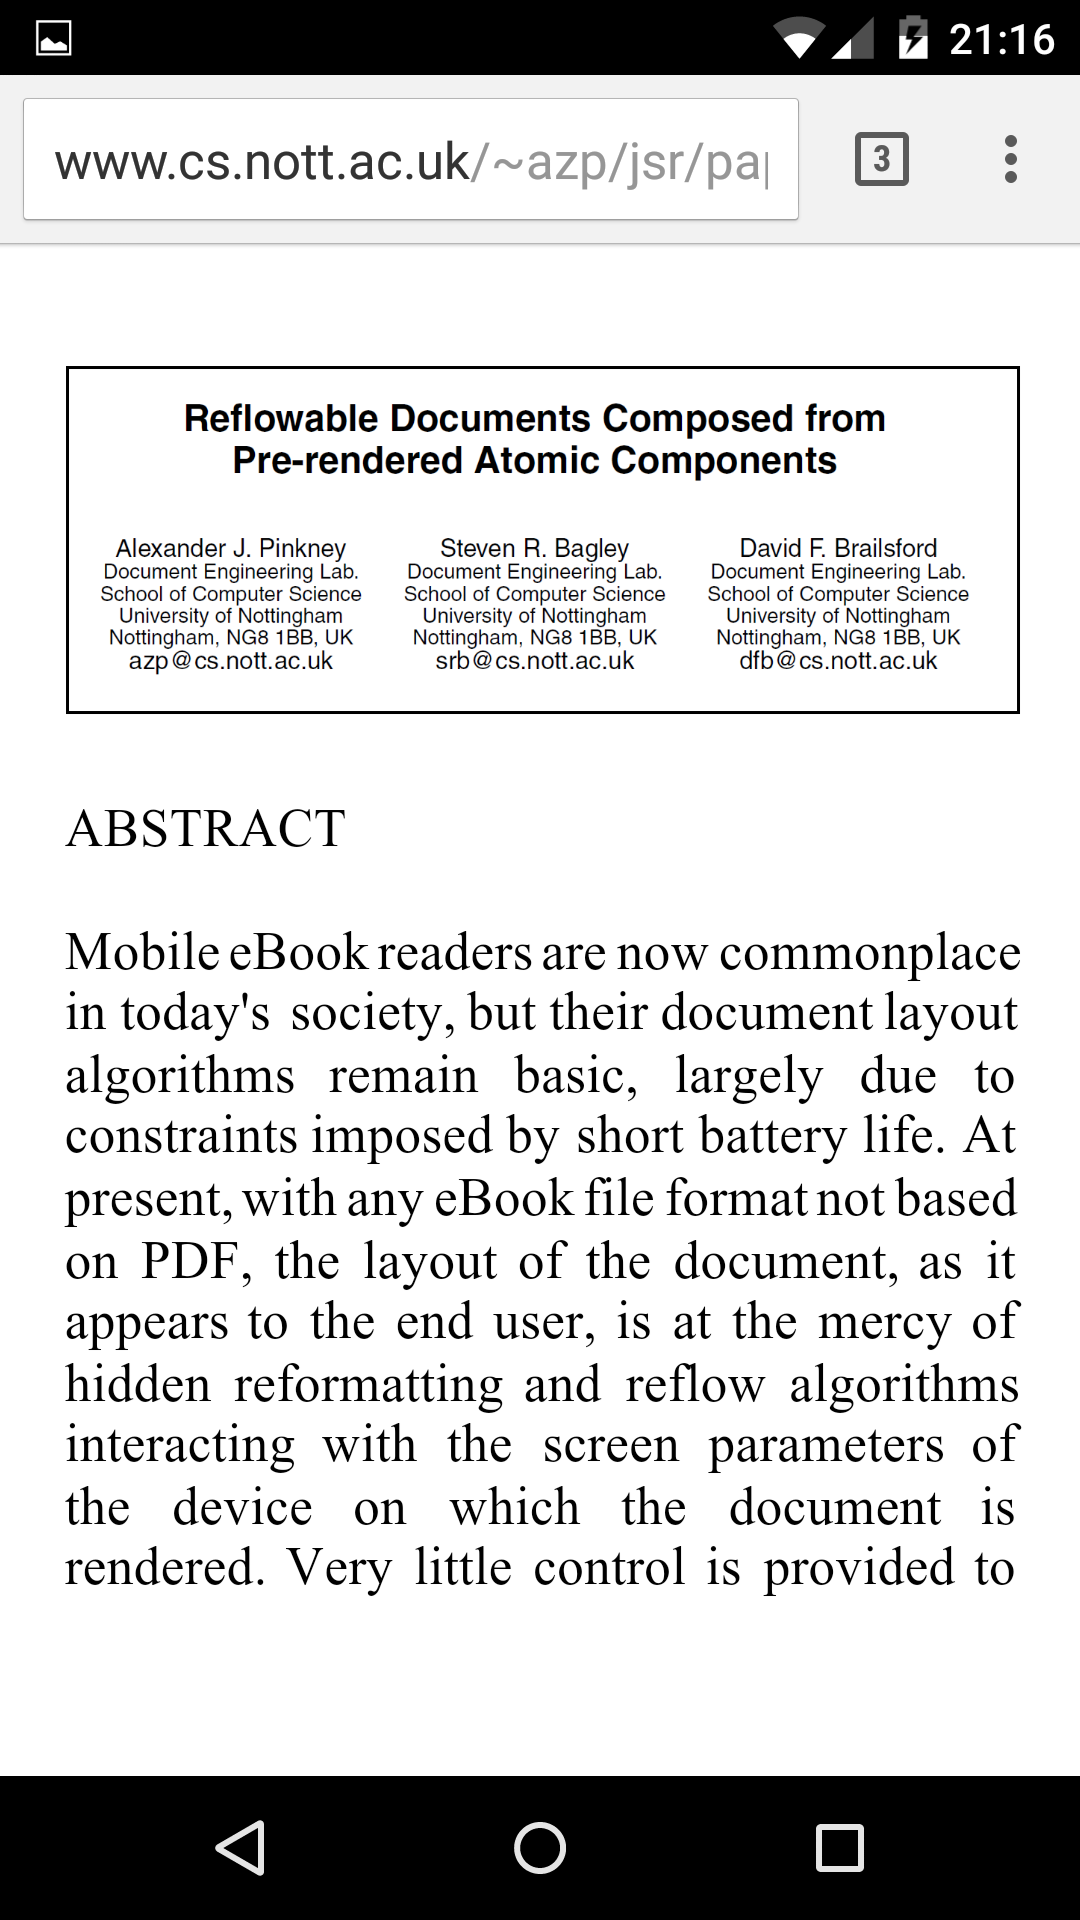 21:16
www.cs.nott.ac.uk/~azp/jsr/pa
3
Reflowable Documents Composed from
Pre-rendered Atomic Components
Alexander J. Pinkney
Document Engineering Lab.
School of Computer Science
University of Nottingham
Nottingham, NG8 1BB, UK
azp@cs.nott.ac.uk
Steven R. Bagley
Document Engineering Lab.
School of Computer Science
University of Nottingham
Nottingham, NG8 1BB, UK
srb@cs.nott.ac.uk
David F. Brailsford
Document Engineering Lab.
School of Computer Science
University of Nottingham
Nottingham, NG8 1BB, UK
dfb@cs.nott.ac.uk
ABSTRACT
Mobile eBook readers are now commonplace
in today's society, but their document layout
algorithms remain basic, largely due to
constraints imposed by short battery life. At
present, with any eBook file format not based
on PDF, the layout of the document, as it
appears to the end user, is at the mercy of
hidden reformatting and reflow algorithms
interacting with the screen parameters of
the device on which the document is
rendered. Very little control is provided to